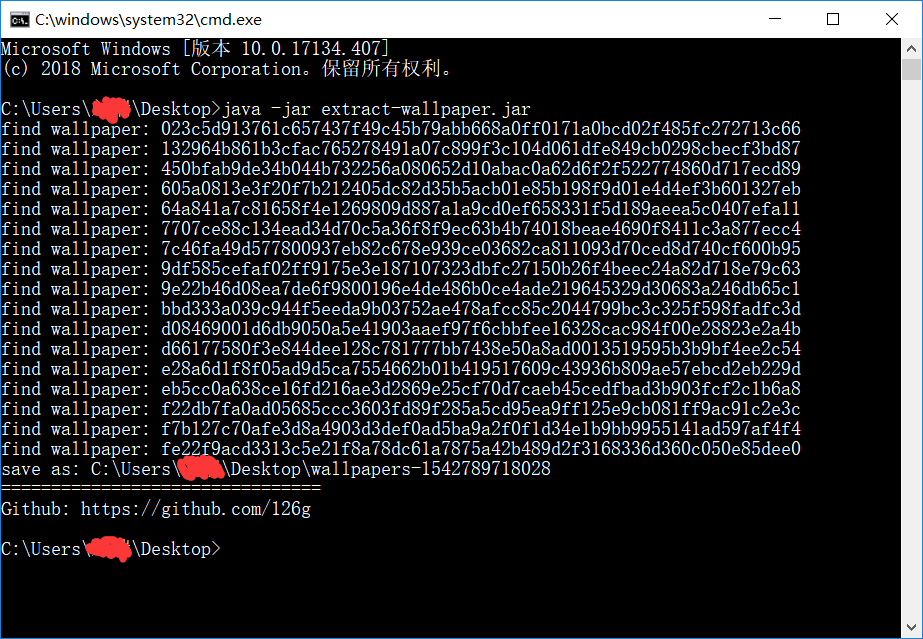 C:\windows\system32\cmd.exe
Microsoft Windows [版本 10.0.17134.407]
(c) 2018 Microsoft Corporation。保留所有权利。
C:\Users\ \Desktop>java -jar extract-wallpaper.jar
find wallpaper: 023c5d913761c657437f49c45b79abb668a0ff0171a0bcd02f485fc272713c66
find wallpaper: 132964b861b3cfac765278491a07c899f3c104d061dfe849cb0298cbecf3bd87
find wallpaper: 450bfab9de34b044b732256a080652d10abac0a62d6f2f522774860d717ecd89
find wallpaper: 605a0813e3f20f7b212405dc82d35b5acb01e85b198f9d01e4d4ef3b601327eb
find wallpaper: 64a841a7c81658f4e1269809d887a1a9cd0ef658331f5d189aeea5c0407efa11
find wallpaper: 7707ce88c134ead34d70c5a36f8f9ec63b4b74018beae4690f8411c3a877ecc4
find wallpaper: 7c46fa49d577800937eb82c678e939ce03682ca811093d70ced8d740cf600b95
find wallpaper: 9df585cefaf02ff9175e3e187107323dbfc27150b26f4beec24a82d718e79c63
find wallpaper: 9e22b46d08ea7de6f9800196e4de486b0ce4ade219645329d30683a246db65c1
find wallpaper: bbd333a039c944f5eeda9b03752ae478afcc85c2044799bc3c325f598fadfc3d
find wallpaper: d08469001d6db9050a5e41903aaef97f6cbbfee16328cac984f00e28823e2a4b
find wallpaper: d66177580f3e844dee128c781777bb7438e50a8ad0013519595b3b9bf4ee2c54
find wallpaper: e28a6d1f8f05ad9d5ca7554662b01b419517609c43936b809ae57ebcd2eb229d
find wallpaper: eb5cc0a638ce16fd216ae3d2869e25cf70d7caeb45cedfbad3b903fcf2c1b6a8
find wallpaper: f22db7fa0ad05685ccc3603fd89f285a5cd95ea9ff125e9cb081ff9ac91c2e3c
find wallpaper: f7b127c70afe3d8a4903d3def0ad5ba9a2f0f1d34e1b9bb9955141ad597af4f4
find wallpaper: fe22f9acd3313c5e21f8a78dc61a7875a42b489d2f3168336d360c050e85dee0
save as: C:\Users\ \Desktop\wallpapers-1542789718028
================================
Github: https://github.com/126g
C:\Users\ \Desktop>